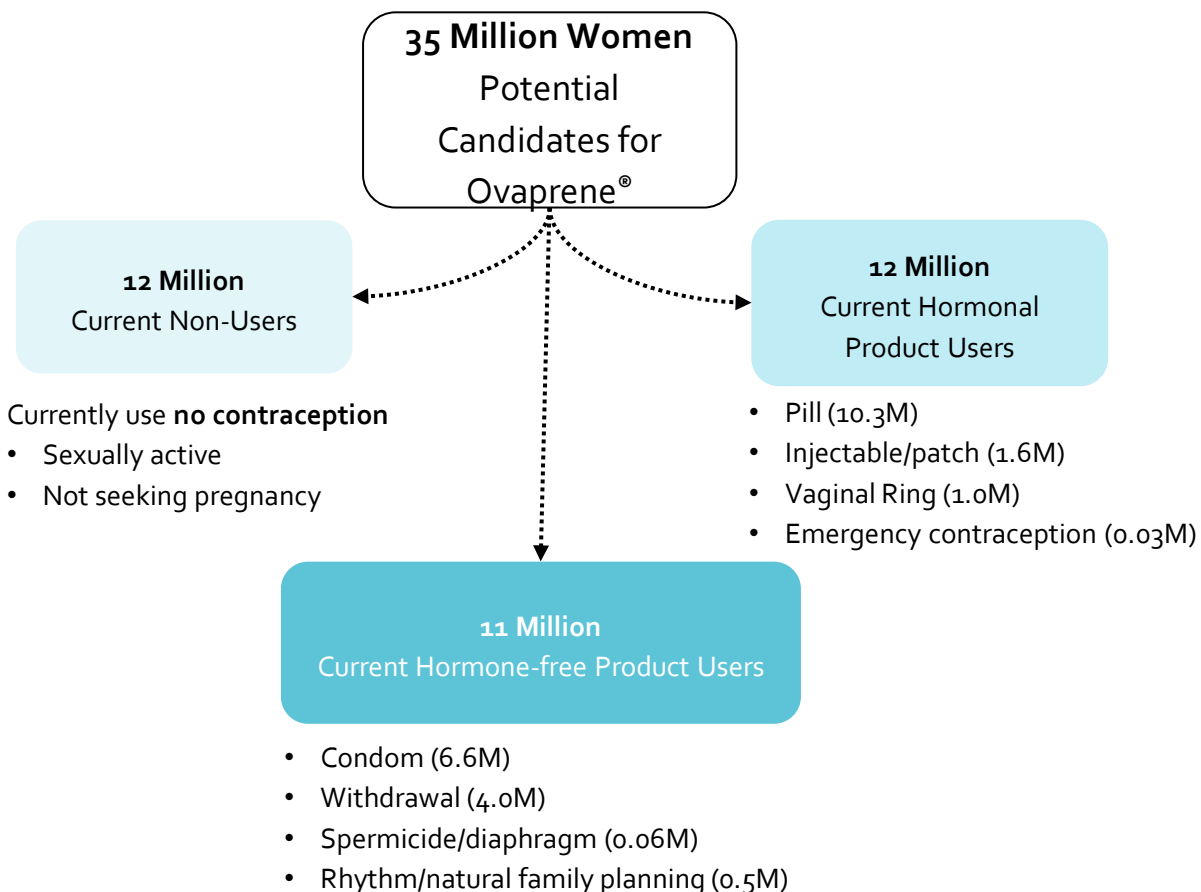 35 Million Women
Potential
Candidates for
Ovaprene®
12 Million
Current Non-Users
Currently use no contraception
• Sexually active
• Not seeking pregnancy
12 Million
Current Hormonal
Product Users
• Pill (10.3M)
• Injectable/patch (1.6M)
• Vaginal Ring (1.0M)
• Emergency contraception (0.03M)
11 Million
Current Hormone-free Product Users
• Condom (6.6M)
• Withdrawal (4.0M)
• Spermicide/diaphragm (0.06M)
• Rhythm/natural family planning (0.5M)